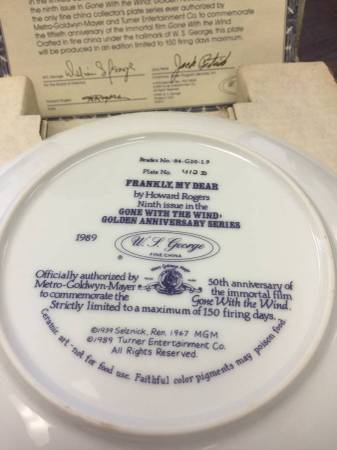 the ninth issue in Gone With the Wind:
the only fine china collector's plate series ever authorized by
Metro-Goldwyn-Mayer and Turner Entertainment Co. to commemorate
the fiftieth anniversary of the immortal film Gone With the Wind
Crafted in fine china under the hallmark of W. S. George, this plate
will be produced in an edition limited to 150 firing days maximum.
Howard Rogers
Bradex No. 84-G20-1.9
Plate No. 4123 D
FRANKLY, MY DEAR
by Howard Rogers
Ninth issue in the
GONE WITH THE WIND:
GOLDEN ANNIVERSARY SERIES
1989
W. S. George
FINE CHINA
®
Officially authorized by
Metro-Goldwyn-Mayer
to commemorate the
50th anniversary of
the immortal film
Gone With the Wind.
Strictly limited to a maximum of 150 firing days.
©1939 Selznick, Ren. 1967 MGM
©1989 Turner Entertainment Co.
All Rights Reserved.
Ceramic art - not for food use. Faithful color pigments may poison food